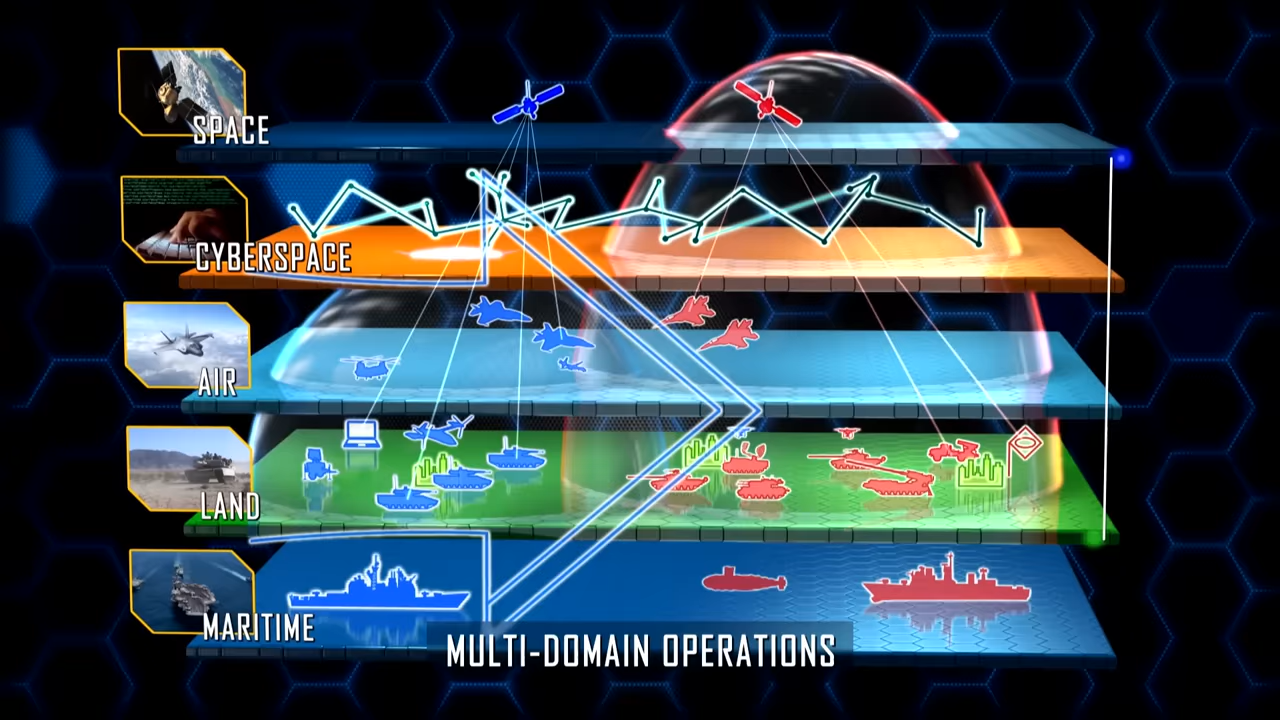 SPACE
CYBERSPACE
AIR
LAND
MARITIME
MULTI-DOMAIN OPERATIONS